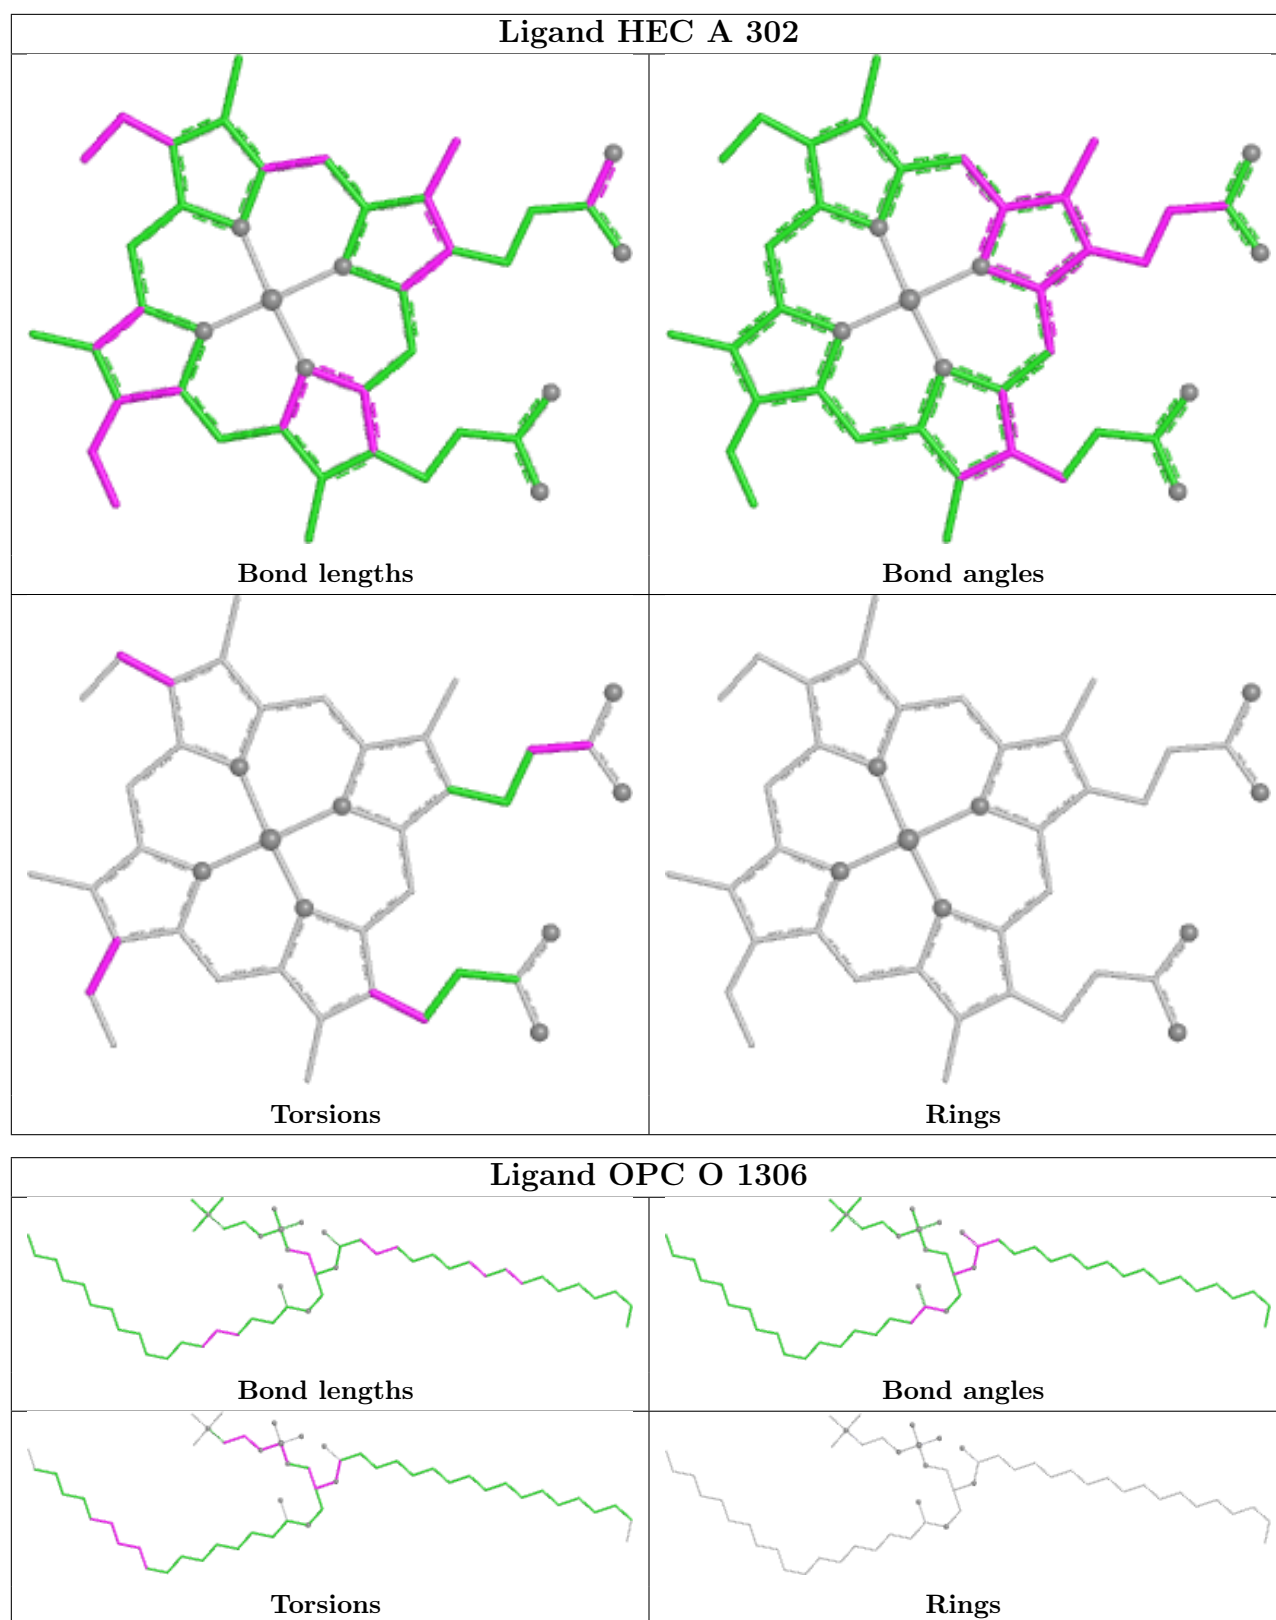 Ligand HEC A 302
Bond lengths
Bond angles
Torsions
Rings
Ligand OPC O 1306
Bond lengths
Bond angles
Torsions
Rings